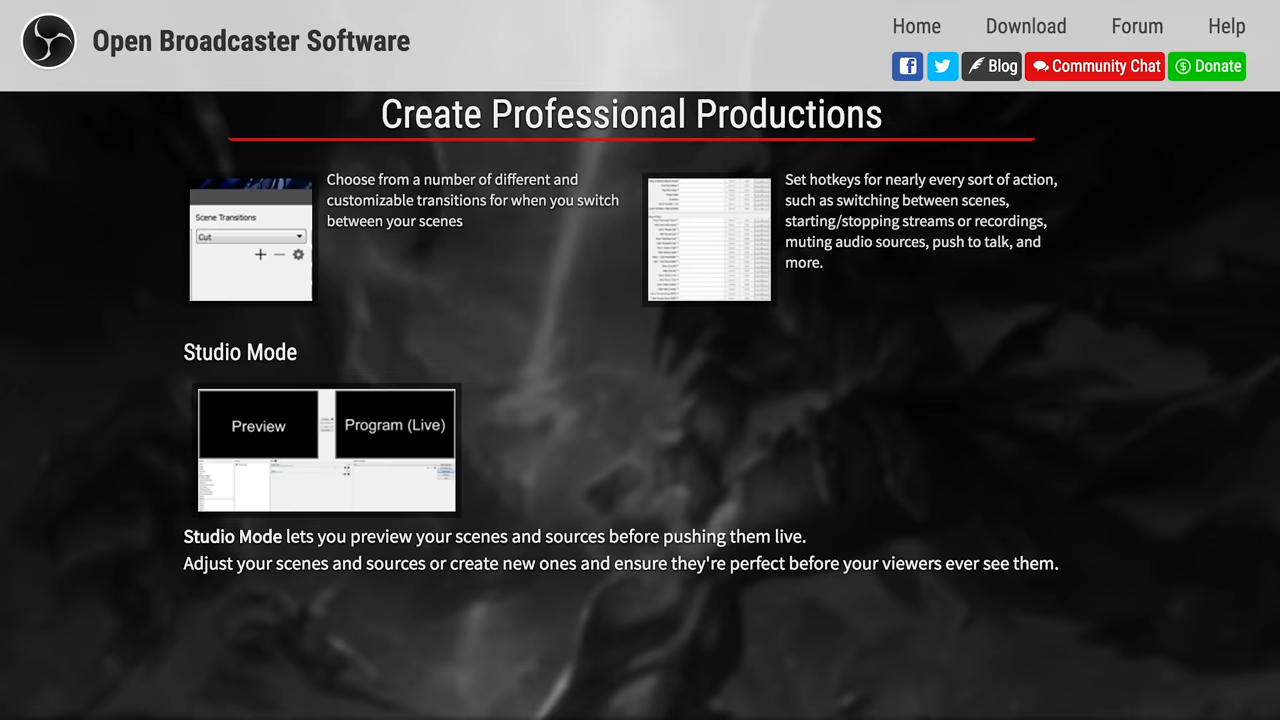 Open Broadcaster Software
Home Download Forum Help
Blog Community Chat Donate
Create Professional Productions
Choose from a number of different and
customizable transitions for when you switch
between your scenes
Scene Transitions
Cut
Set hotkeys for nearly every sort of action,
such as switching between scenes,
starting/stopping streams or recordings,
muting audio sources, push to talk, and
more.
Studio Mode
Preview
Program (Live)
Studio Mode lets you preview your scenes and sources before pushing them live.
Adjust your scenes and sources or create new ones and ensure they're perfect before your viewers ever see them.